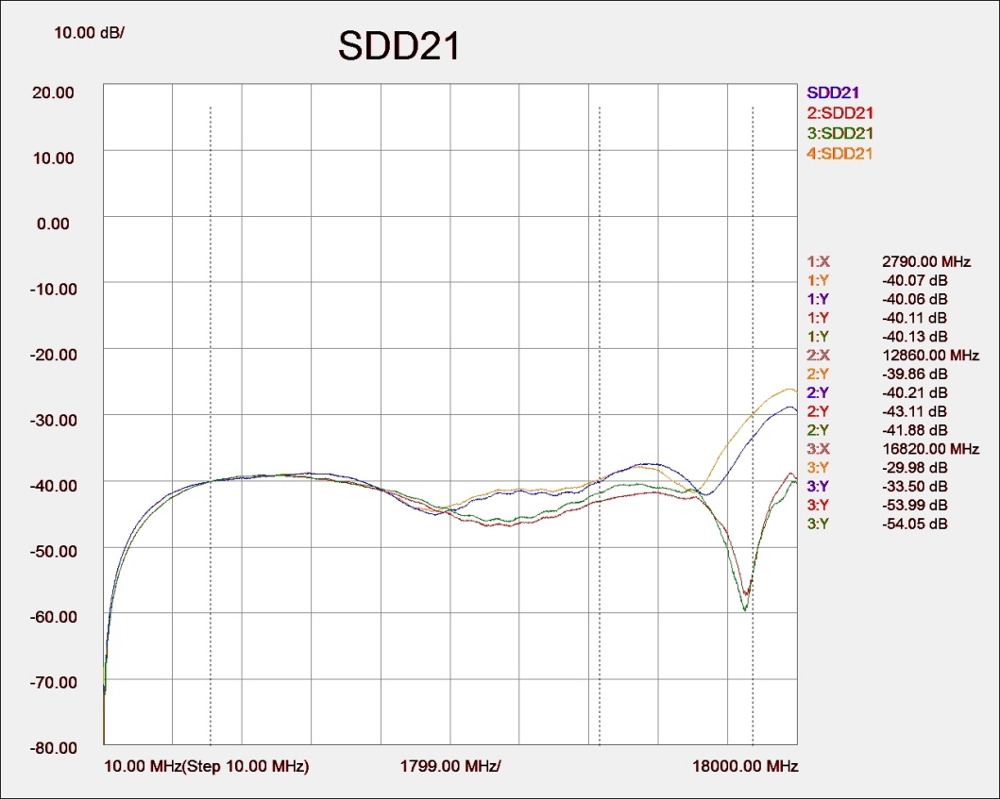 10.00 dB/
SDD21
20.00
10.00
0.00
-10.00
-20.00
-30.00
-40.00
-50.00
-60.00
-70.00
-80.00
10.00 MHz(Step 10.00 MHz)
1799.00 MHz/
18000.00 MHz
SDD21
2:SDD21
3:SDD21
4:SDD21
1:X 2790.00 MHz
1:Y -40.07 dB
1:Y -40.06 dB
1:Y -40.11 dB
1:Y -40.13 dB
2:X 12860.00 MHz
2:Y -39.86 dB
2:Y -40.21 dB
2:Y -43.11 dB
2:Y -41.88 dB
3:X 16820.00 MHz
3:Y -29.98 dB
3:Y -33.50 dB
3:Y -53.99 dB
3:Y -54.05 dB